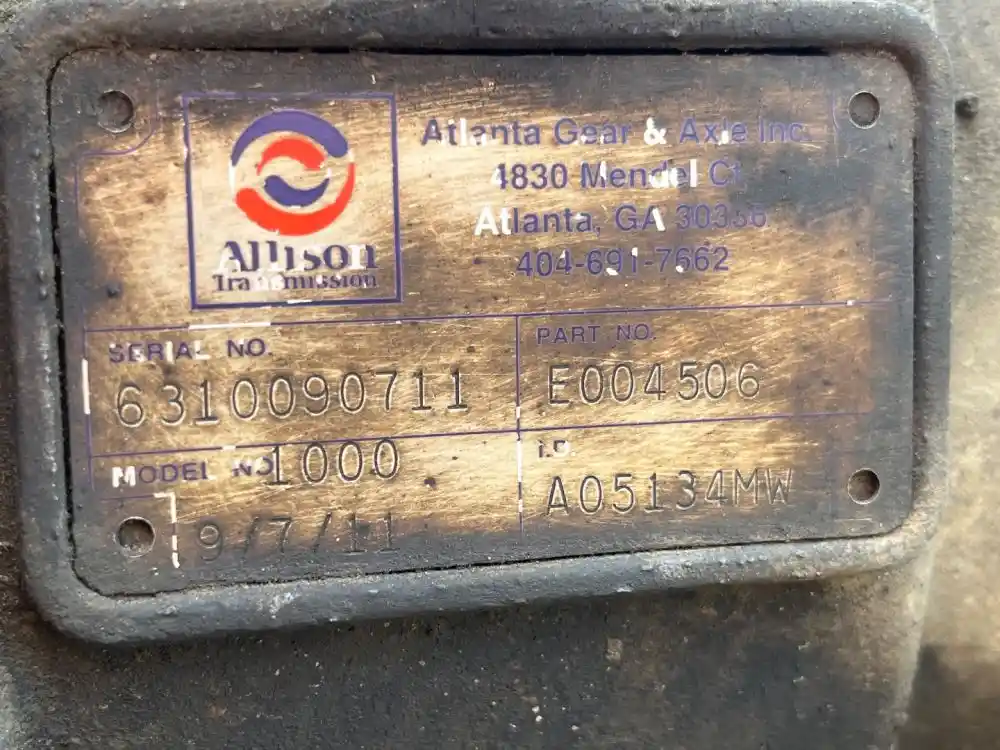 Allison
Transmission
Atlanta Gear & Axle Inc.
4830 Mendel Ct.
Atlanta, GA 30336
404-691-7662
SERIAL NO.
6310090711
PART NO.
E004506
MODEL NO.
1000
I.D.
A05134MW
9/7/11